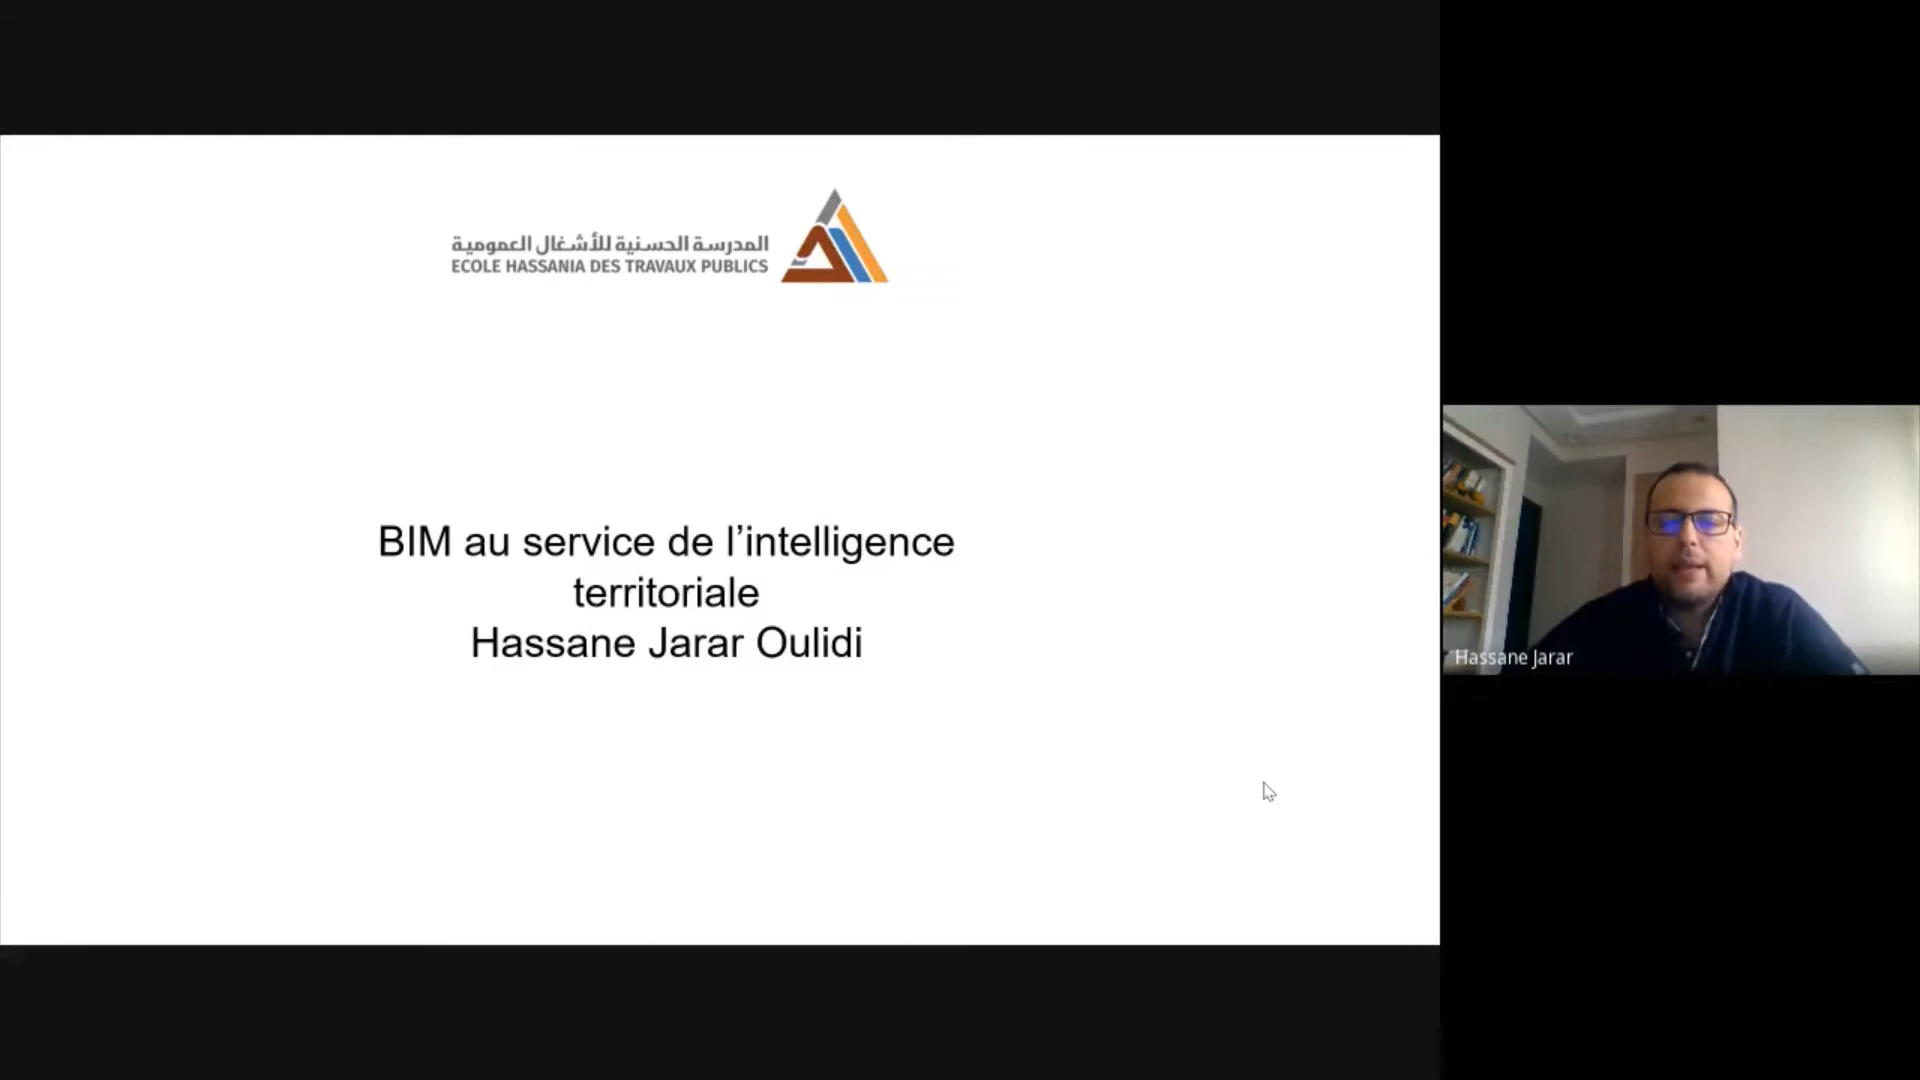 المدرسة الحسنية للأشغال العمومية
ECOLE HASSANIA DES TRAVAUX PUBLICS
BIM au service de l’intelligence
territoriale
Hassane Jarar Oulidi
Hassane Jarar